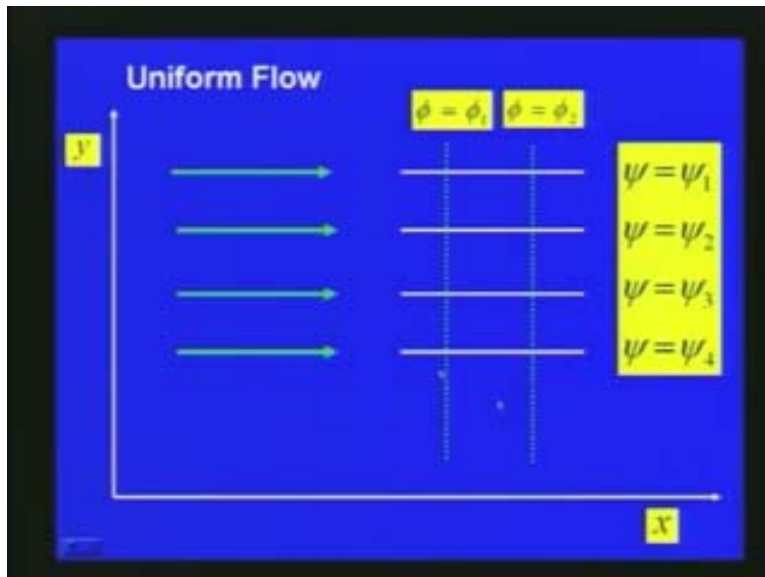 Uniform Flow
ϕ = ϕ₁ ϕ = ϕ₂
y
ψ = ψ₁
ψ = ψ₂
ψ = ψ₃
ψ = ψ₄
x